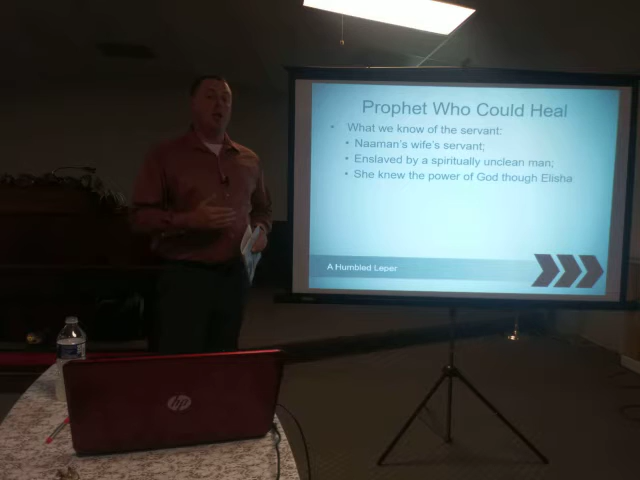 Prophet Who Could Heal
• What we know of the servant:
• Naaman's wife's servant;
• Enslaved by a spiritually unclean man;
• She knew the power of God though Elisha
A Humbled Leper
hp